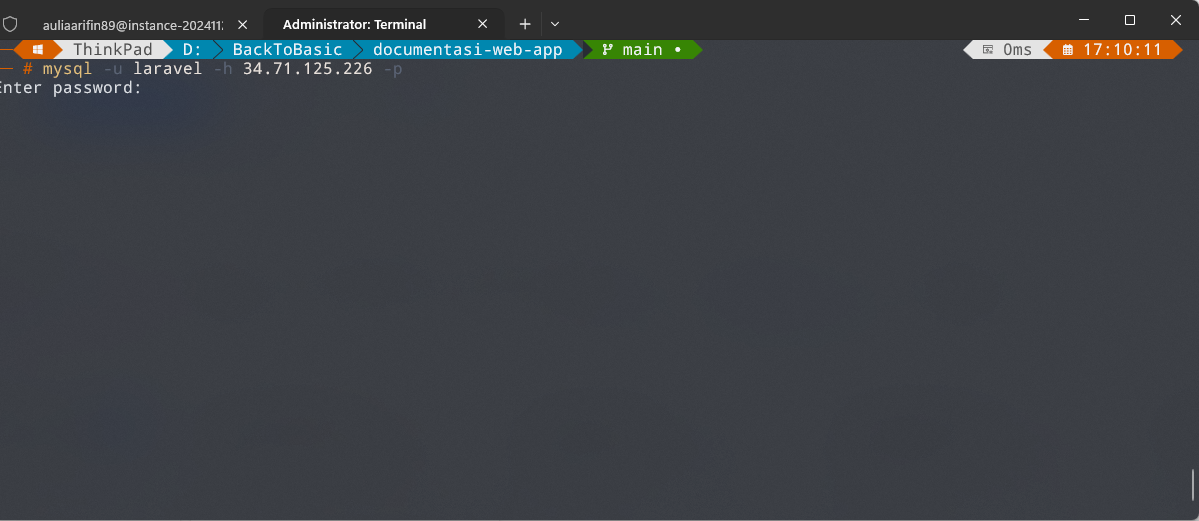 auliaarifin89@instance-202411
Administrator: Terminal
ThinkPad D: BackToBasic documentasi-web-app main • 0ms 17:10:11
# mysql -u laravel -h 34.71.125.226 -p
Enter password: